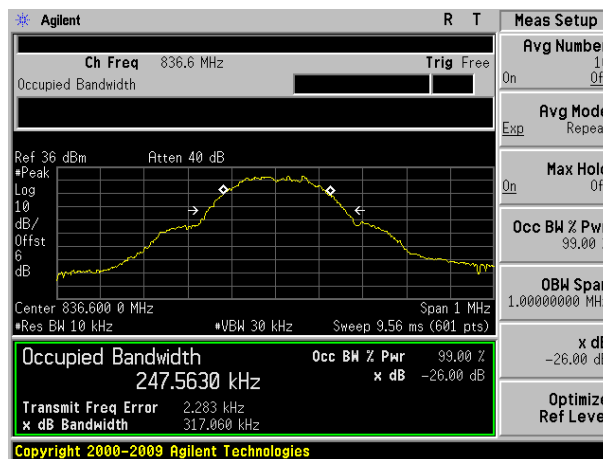 Agilent R T Meas Setup
Ch Freq 836.6 MHz Trig Free
Occupied Bandwidth
Avg Number
On
Avg Mode
Exp
Max Hold
On
Occ BW % Pwr
99.00
OBW Span
1.00000000
x dB
-26.00
Optimize
Ref Level
Ref 36 dBm Atten 40 dB
#Peak
Log
10
dB/
Offst
6
dB
Center 836.600 0 MHz Span 1 MHz
#Res BW 10 kHz #VBW 30 kHz Sweep 9.56 ms (601 pts)
Occupied Bandwidth Occ BW % Pwr 99.00 %
247.5630 kHz x dB -26.00 dB
Transmit Freq Error 2.283 kHz
x dB Bandwidth 317.060 kHz
Copyright 2000-2009 Agilent Technologies